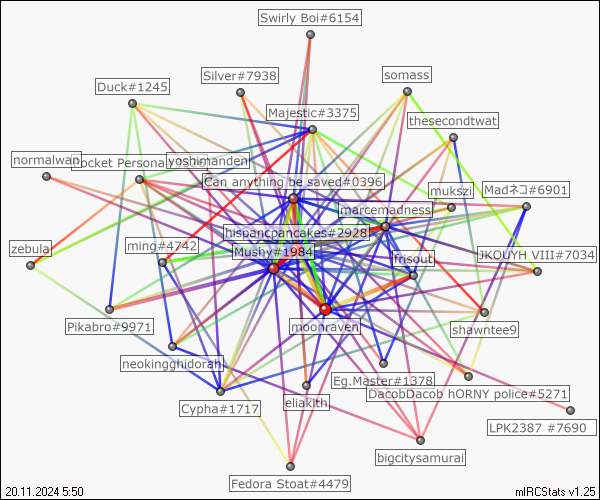 Swirly Boi#6154
Silver#7938
somass
Duck#1245
Majestic#3375
thesecondtwat
normalwan
ocket Persona
yoshimanden
Can anything be saved#0396
mukszi
Madネコ#6901
marcemadness
hispancpancakes#2928
zebula
ming#4742
Mushy#1984
frisout
JKOUYH VIII#7034
Pikabro#9971
moonraven
shawntee9
neokingghidorah
Eg.Master#1378
DacobDacob hORNY police#5271
Cypha#1717
eliakith
LPK2387 #7690
bigcitysamurai
Fedora Stoat#4479
20.11.2024 5:50
mIRCStats v1.25